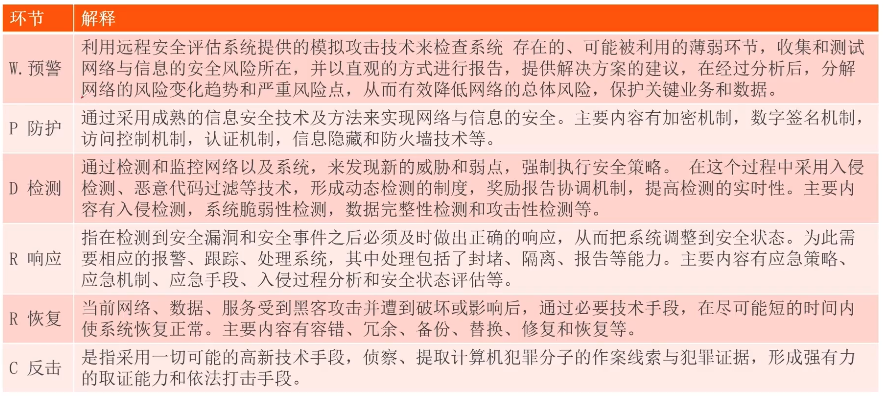 环节 解释
利用远程安全评估系统提供的模拟攻击技术来检查系统 存在的、可能被利用的薄弱环节，收集和测试
W.预警 网络与信息的安全风险所在，并以直观的方式进行报告，提供解决方案的建议，在经过分析后，分解
网络的风险变化趋势和严重风险点，从而有效降低网络的总体风险，保护关键业务和数据。
P 防护 通过采用成熟的信息安全技术及方法来实现网络与信息的安全。主要内容有加密机制，数字签名机制，
访问控制机制，认证机制，信息隐藏和防火墙技术等。
通过检测和监控网络以及系统，来发现新的威胁和弱点，强制执行安全策略。 在这个过程中采用入侵
D 检测 检测、恶意代码过滤等技术，形成动态检测的制度，奖励报告协调机制，提高检测的实时性。主要内
容有入侵检测，系统脆弱性检测，数据完整性检测和攻击性检测等。
指在检测到安全漏洞和安全事件之后必须及时做出正确的响应，从而把系统调整到安全状态。为此需
R 响应 要相应的报警、跟踪、处理系统，其中处理包括了封堵、隔离、报告等能力。主要内容有应急策略、
应急机制、应急手段、入侵过程分析和安全状态评估等。
R 恢复 当前网络、数据、服务受到黑客攻击并遭到破坏或影响后，通过必要技术手段，在尽可能短的时间内
使系统恢复正常。主要内容有容错、冗余、备份、替换、修复和恢复等。
C 反击 是指采用一切可能的高新技术手段，侦察、提取计算机犯罪分子的作案线索与犯罪证据，形成强有力
的取证能力和依法打击手段。